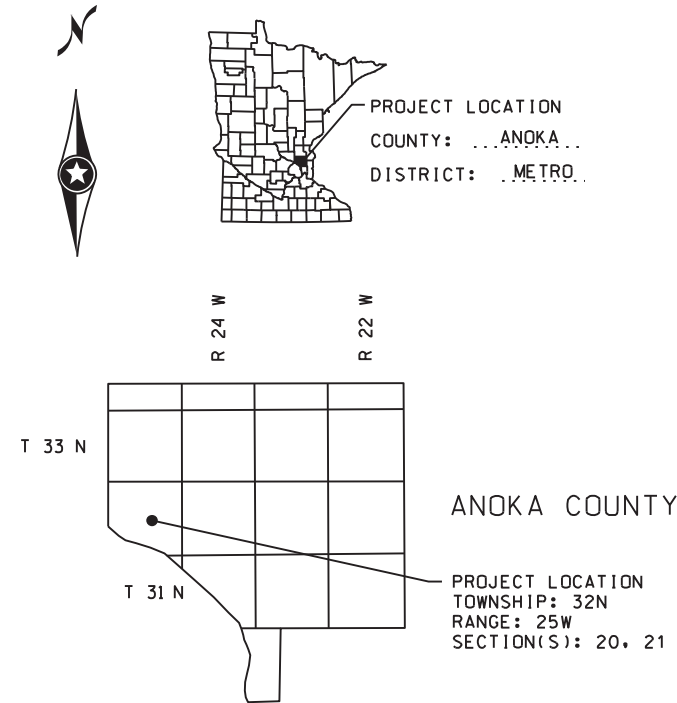 N
PROJECT LOCATION
COUNTY: ANOKA
DISTRICT: METRO
R 24 W
R 22 W
T 33 N
ANOKA COUNTY
T 31 N
PROJECT LOCATION
TOWNSHIP: 32N
RANGE: 25W
SECTION(S): 20, 21